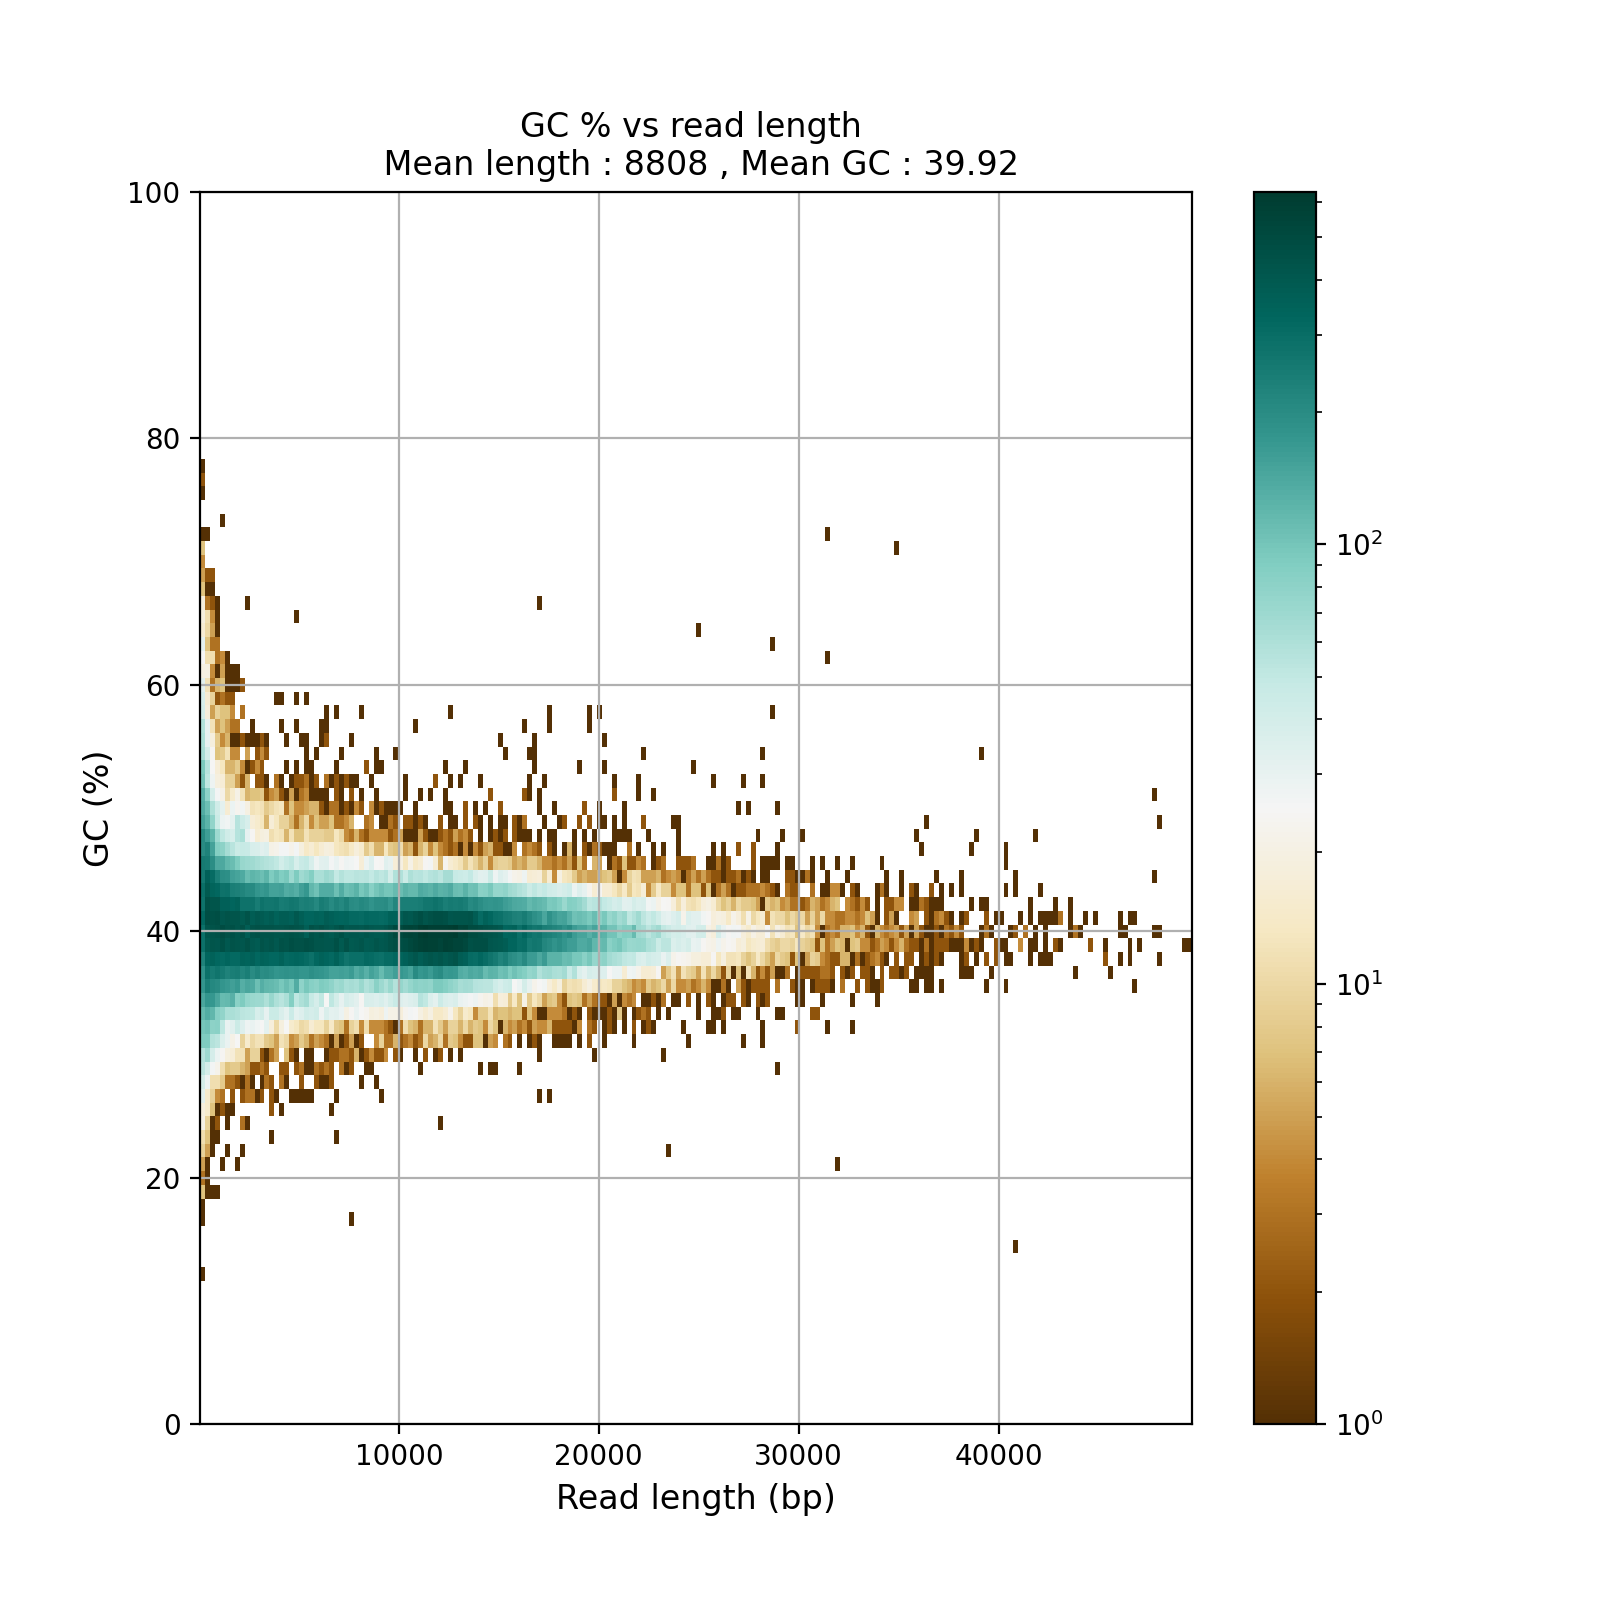 GC % vs read length
Mean length : 8808 , Mean GC : 39.92
100
80
60
40
20
0
GC (%)
10000 20000 30000 40000
Read length (bp)
10²
10¹
10⁰